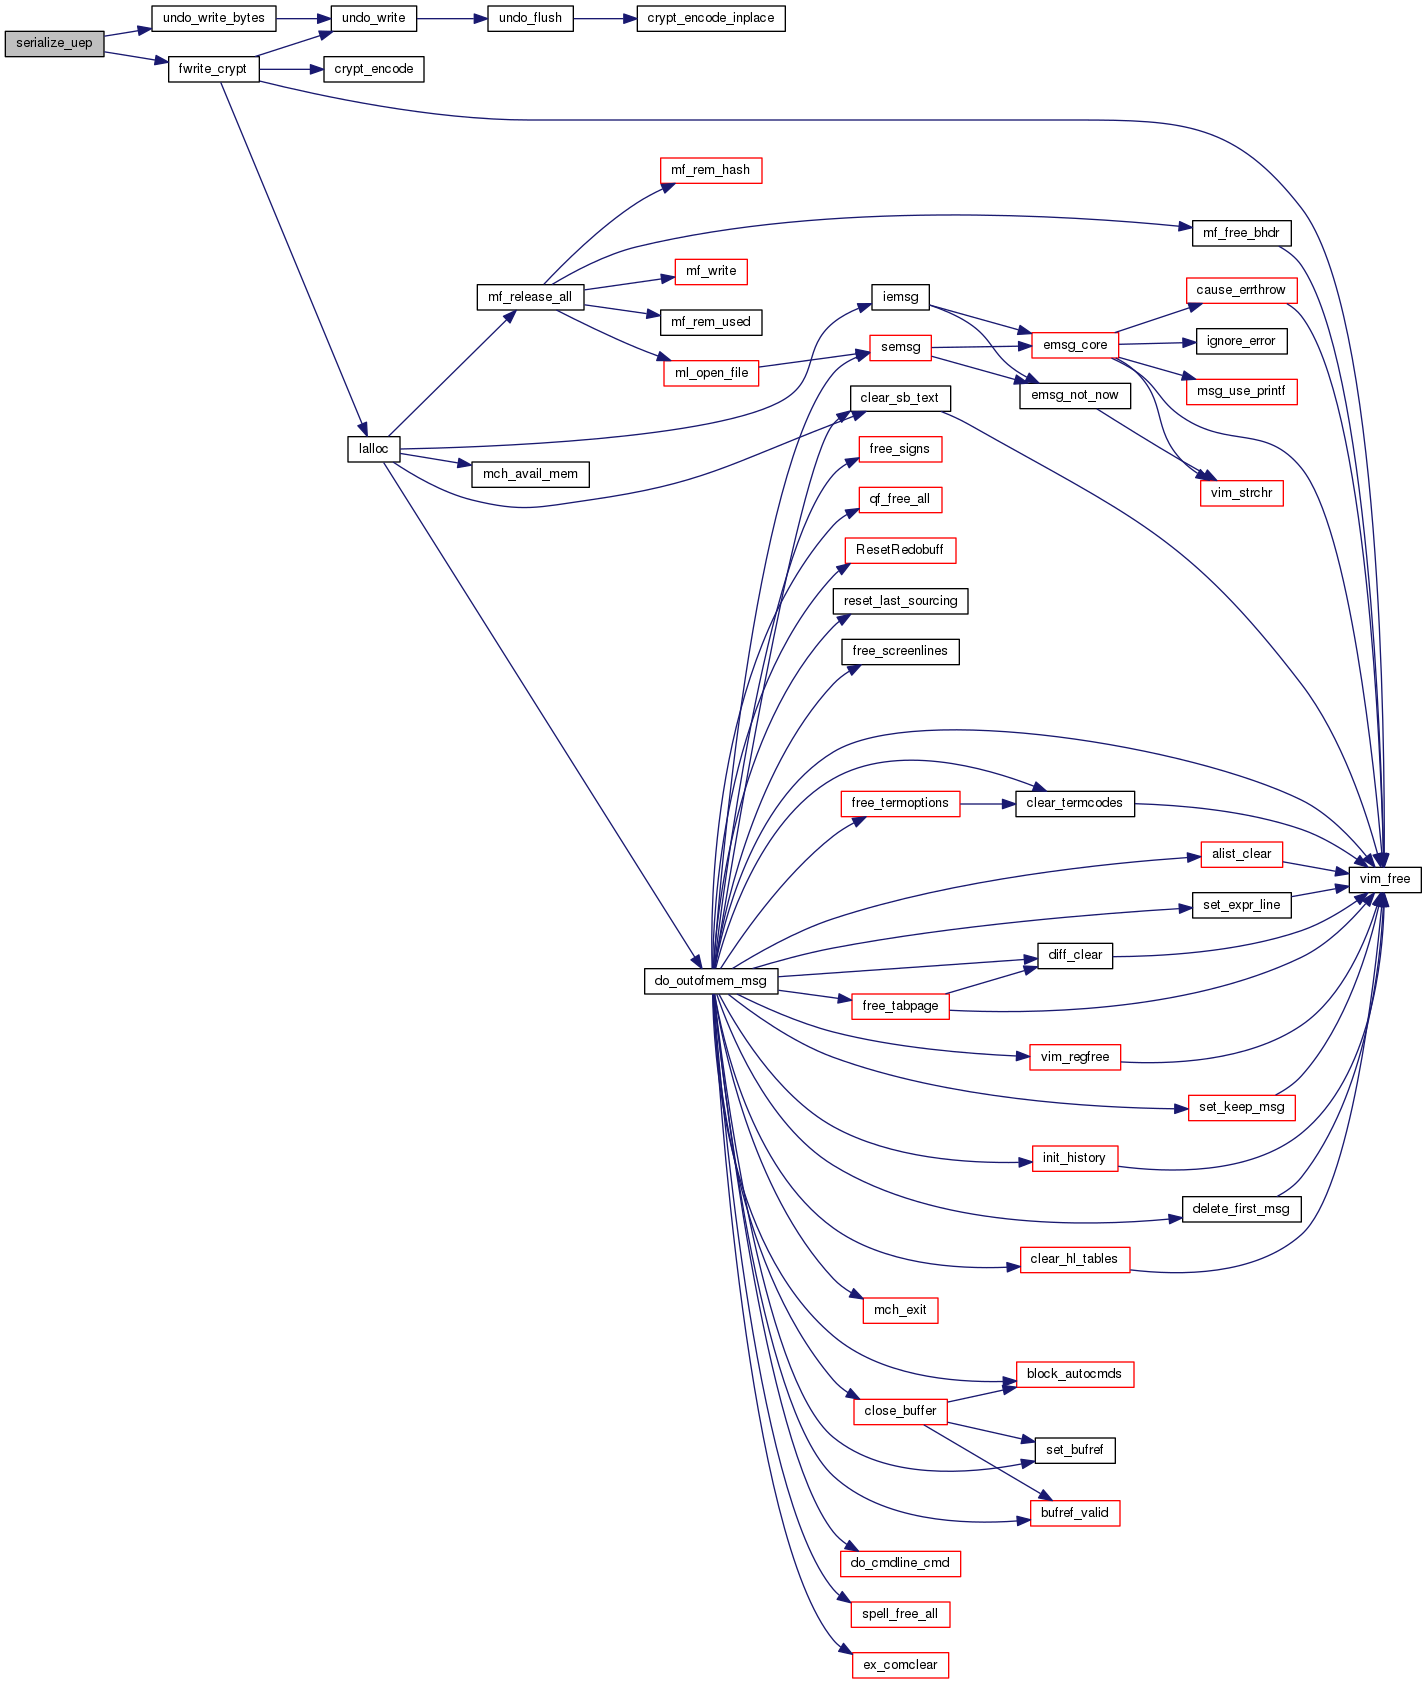 undo_write_bytes
undo_write
undo_flush
crypt_encode_inplace
serialize_uep
fwrite_crypt
crypt_encode
mf_rem_hash
mf_free_bhdr
mf_write
cause_errthrow
mf_release_all
iemsg
mf_rem_used
ignore_error
semsg
emsg_core
ml_open_file
msg_use_printf
clear_sb_text
emsg_not_now
lalloc
free_signs
mch_avail_mem
vim_strchr
qf_free_all
ResetRedobuff
reset_last_sourcing
free_screenlines
free_termoptions
clear_termcodes
alist_clear
vim_free
set_expr_line
diff_clear
do_outofmem_msg
free_tabpage
vim_regfree
set_keep_msg
init_history
delete_first_msg
clear_hl_tables
mch_exit
block_autocmds
close_buffer
set_bufref
bufref_valid
do_cmdline_cmd
spell_free_all
ex_comclear